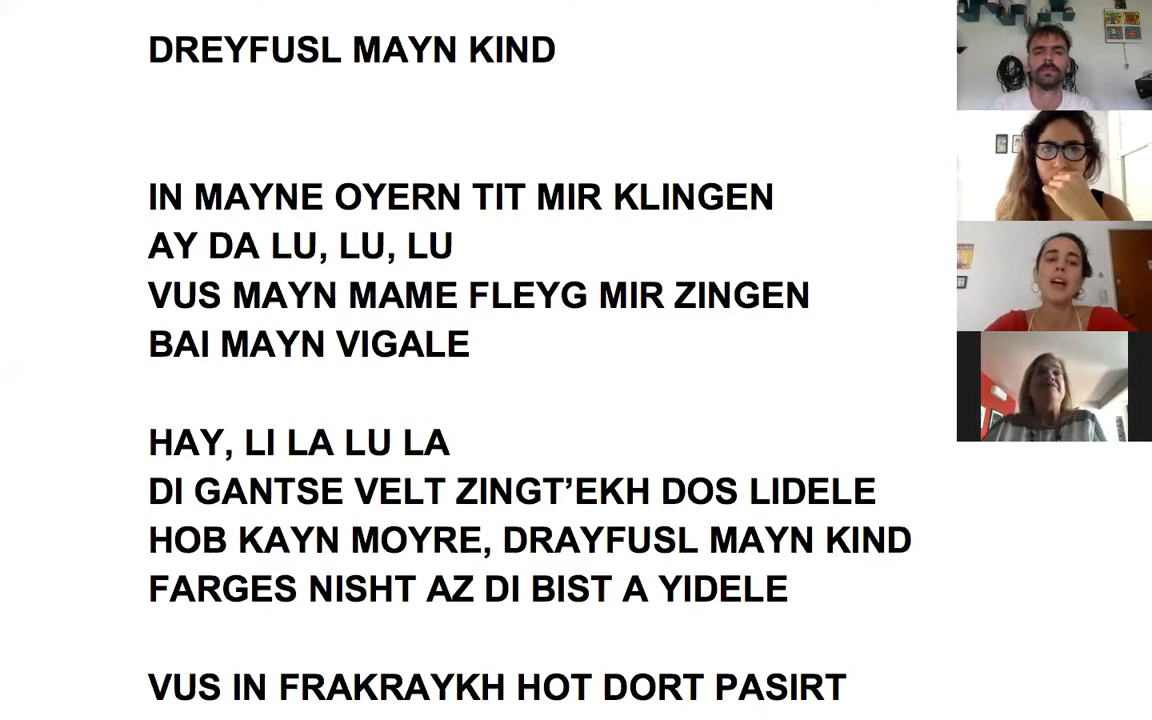 DREYFUSL MAYN KIND
IN MAYNE OYERN TIT MIR KLINGEN
AY DA LU, LU, LU
VUS MAYN MAME FLEYG MIR ZINGEN
BAI MAYN VIGALE
HAY, LI LA LU LA
DI GANTSE VELT ZINGT’EKH DOS LIDELE
HOB KAYN MOYRE, DRAYFUSL MAYN KIND
FARGES NISHT AZ DI BIST A YIDELE
VUS IN FRAKRAYKH HOT DORT PASIRT